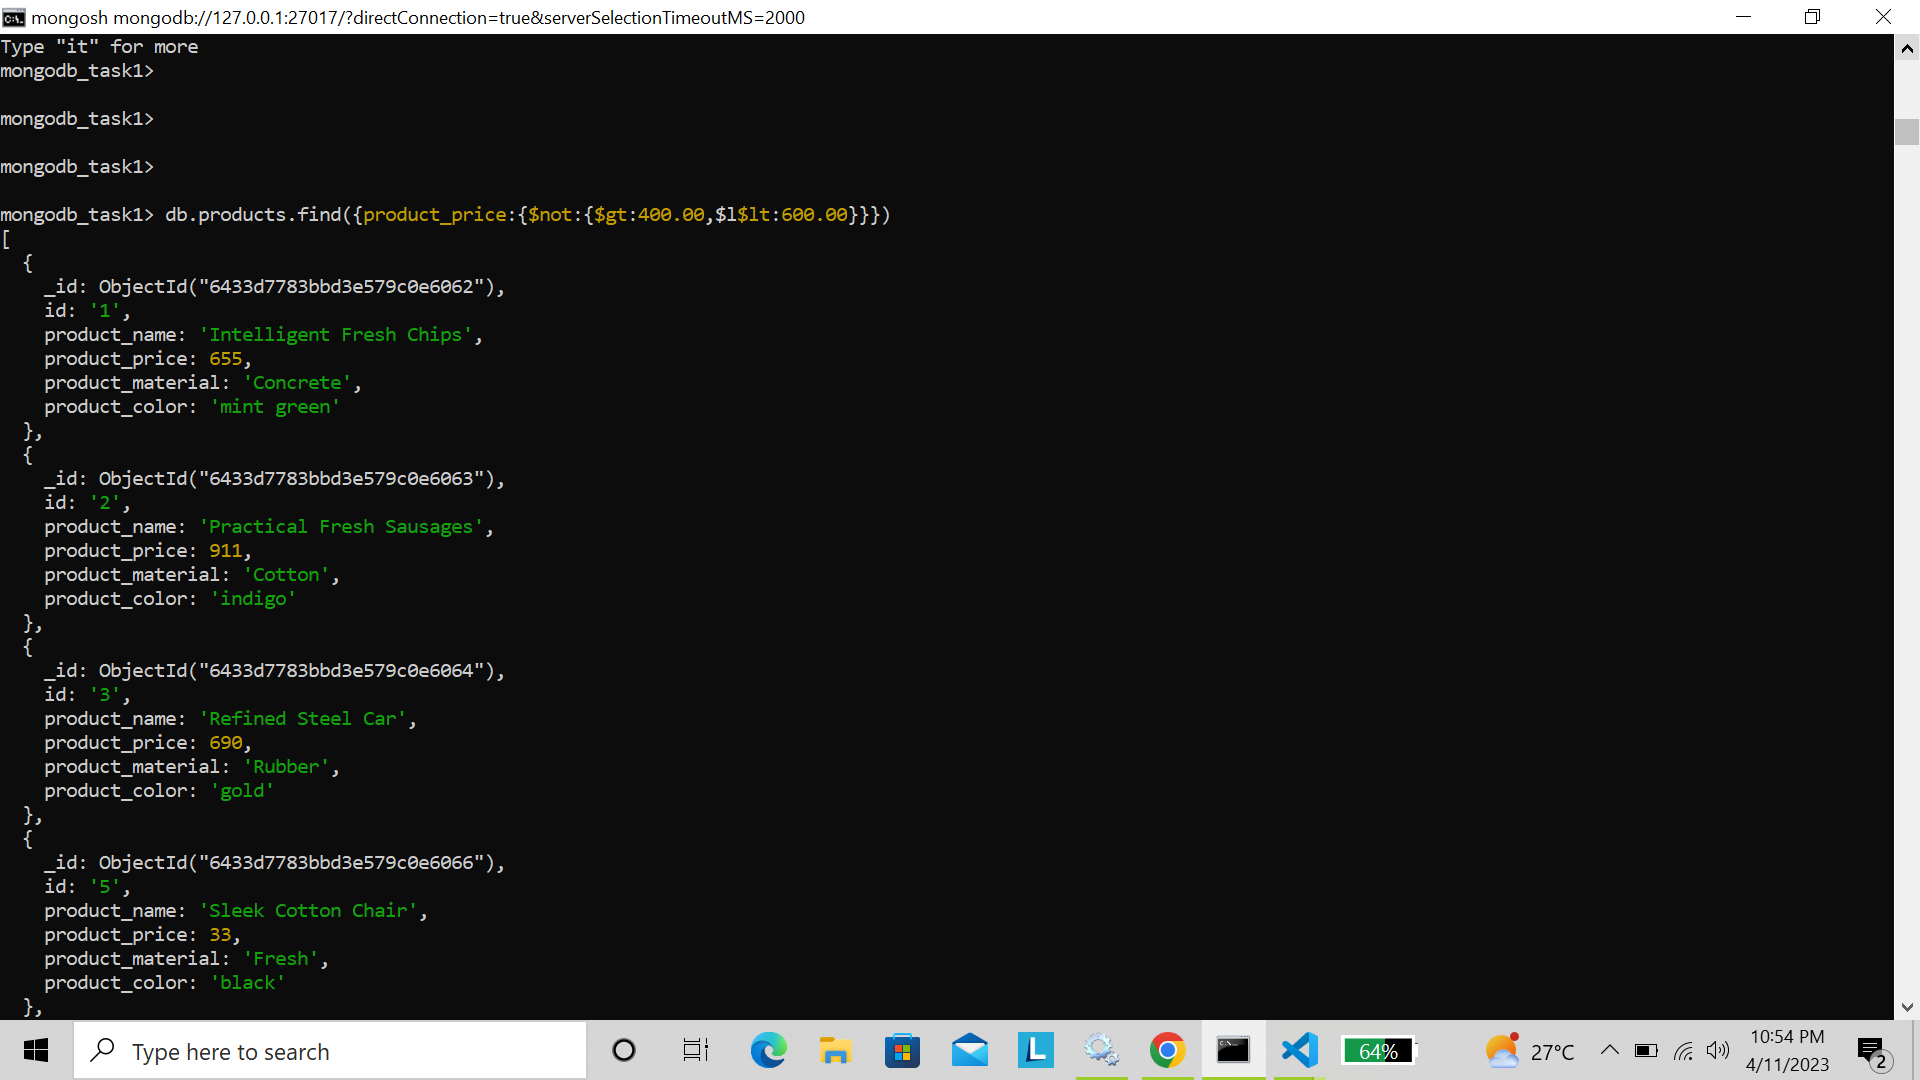 mongosh mongodb://127.0.0.1:27017/?directConnection=true&serverSelectionTimeoutMS=2000
Type "it" for more
mongodb_task1>
mongodb_task1>
mongodb_task1>
mongodb_task1> db.products.find({product_price:{$not:{$gt:400.00,$l$lt:600.00}}})
[
  {
    _id: ObjectId("6433d7783bbd3e579c0e6062"),
    id: '1',
    product_name: 'Intelligent Fresh Chips',
    product_price: 655,
    product_material: 'Concrete',
    product_color: 'mint green'
  },
  {
    _id: ObjectId("6433d7783bbd3e579c0e6063"),
    id: '2',
    product_name: 'Practical Fresh Sausages',
    product_price: 911,
    product_material: 'Cotton',
    product_color: 'indigo'
  },
  {
    _id: ObjectId("6433d7783bbd3e579c0e6064"),
    id: '3',
    product_name: 'Refined Steel Car',
    product_price: 690,
    product_material: 'Rubber',
    product_color: 'gold'
  },
  {
    _id: ObjectId("6433d7783bbd3e579c0e6066"),
    id: '5',
    product_name: 'Sleek Cotton Chair',
    product_price: 33,
    product_material: 'Fresh',
    product_color: 'black'
  },
Type here to search
L
64%
27°C
10:54 PM
4/11/2023
2